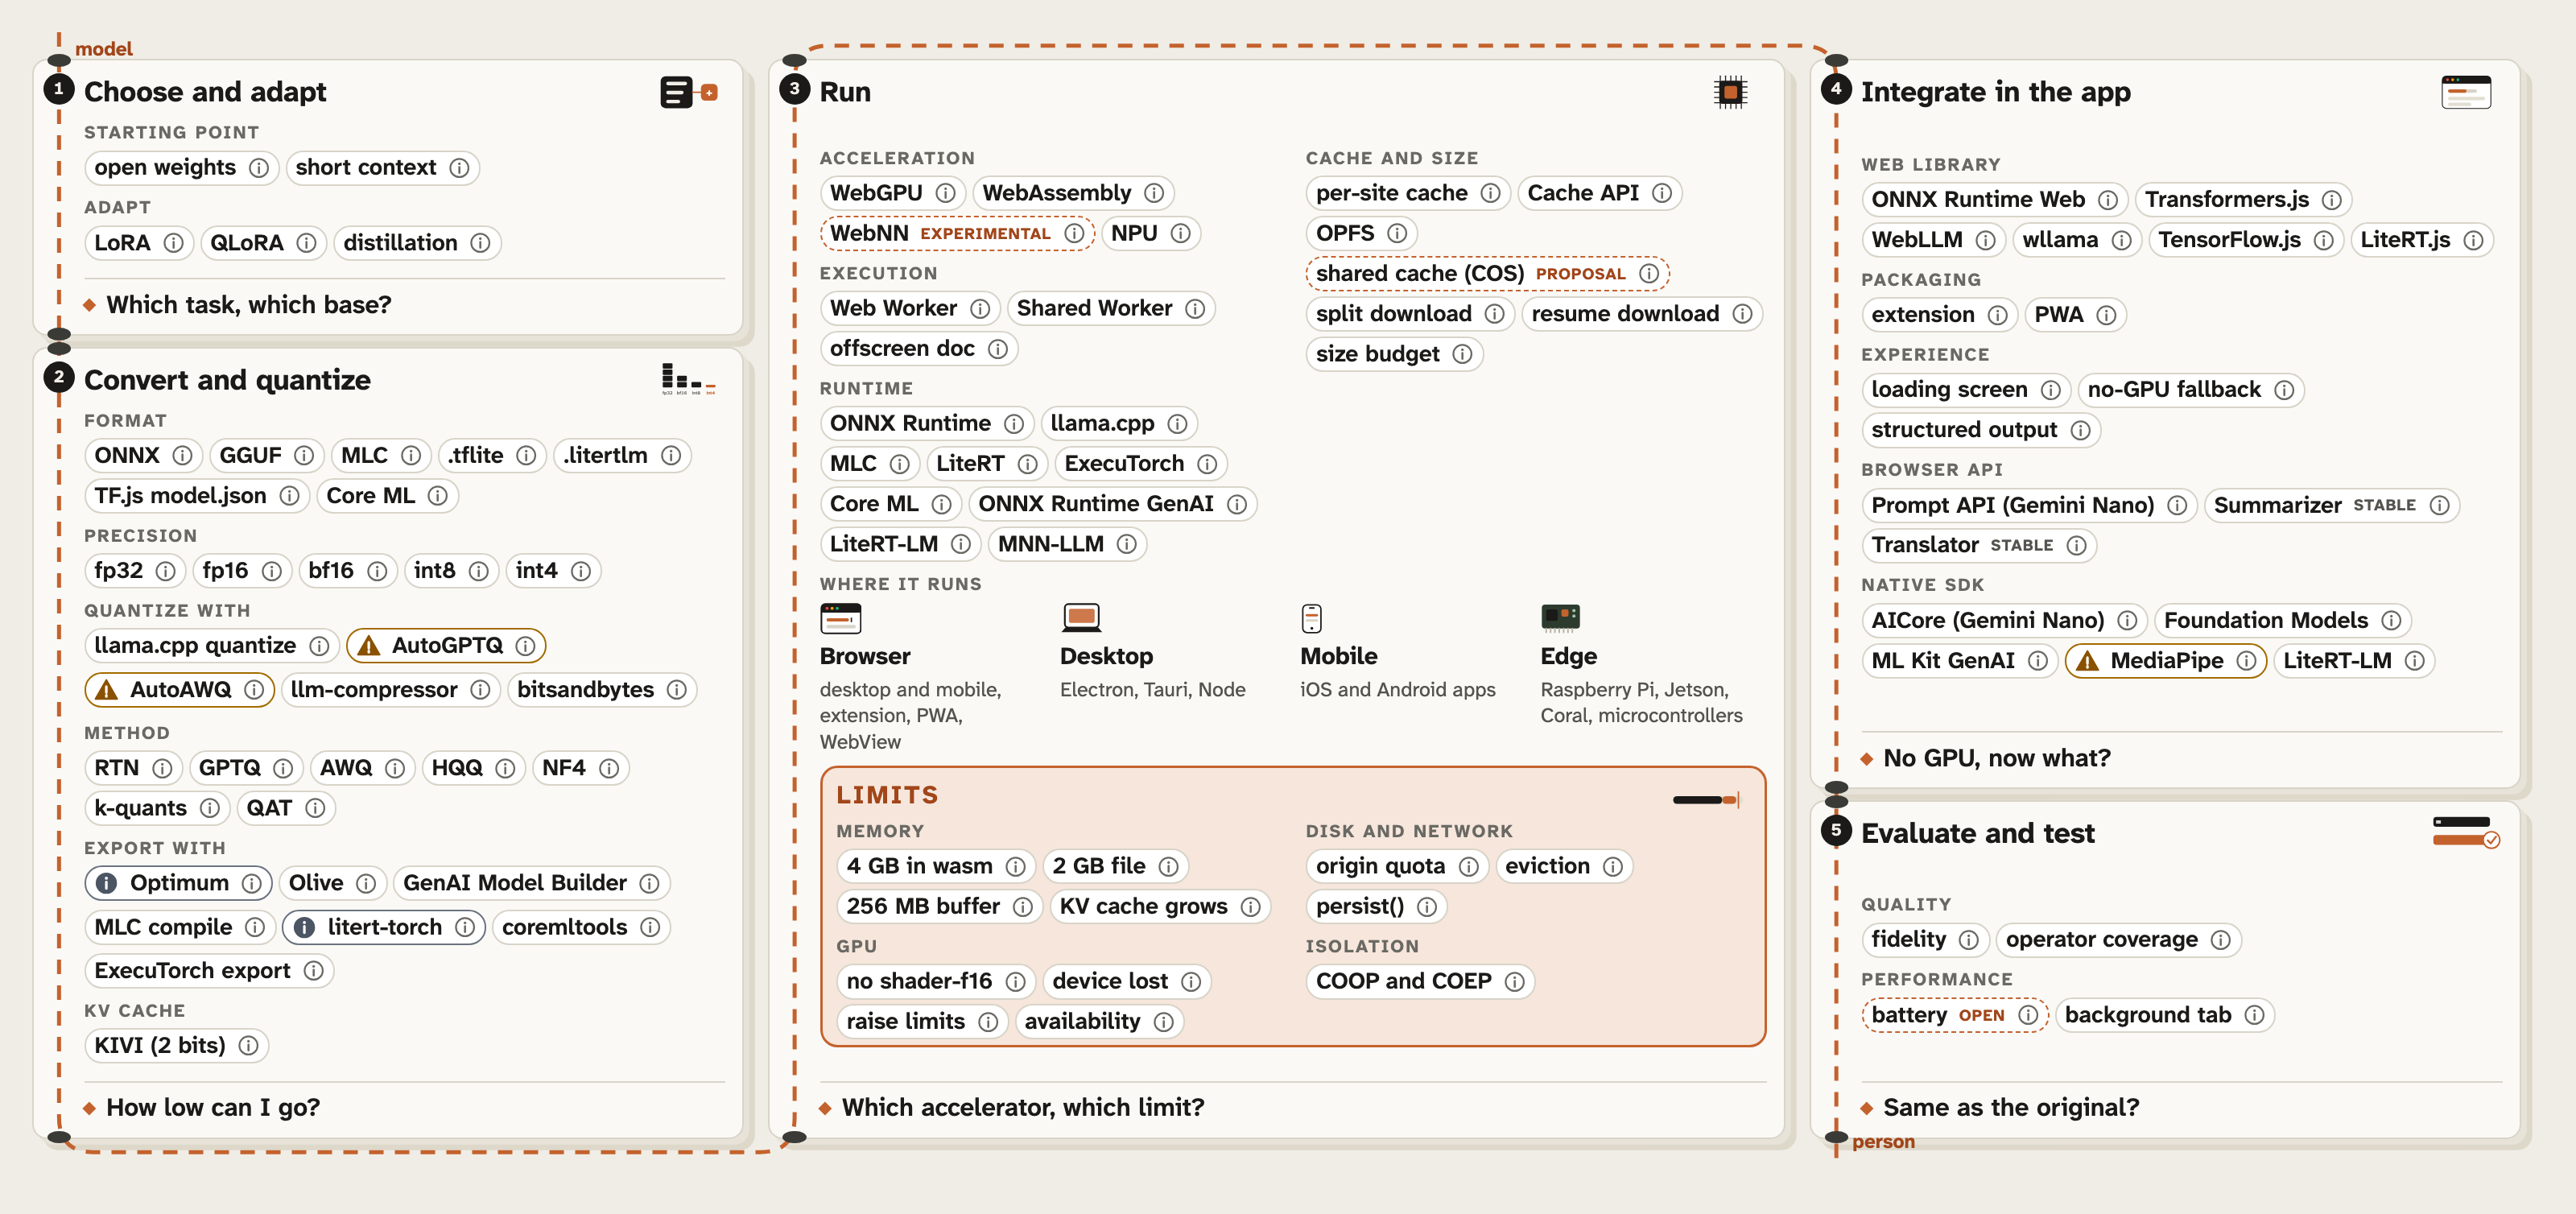 model
1 Choose and adapt
STARTING POINT
open weights short context
ADAPT
LoRA QLoRA distillation
Which task, which base?
2 Convert and quantize
fp32 bf16 int8 int4
FORMAT
ONNX GGUF MLC .tflite .litertlm
TF.js model.json Core ML
PRECISION
fp32 fp16 bf16 int8 int4
QUANTIZE WITH
llama.cpp quantize AutoGPTQ
AutoAWQ llm-compressor bitsandbytes
METHOD
RTN GPTQ AWQ HQQ NF4
k-quants QAT
EXPORT WITH
Optimum Olive GenAI Model Builder
MLC compile litert-torch coremltools
ExecuTorch export
KV CACHE
KIVI (2 bits)
How low can I go?
3 Run
ACCELERATION
WebGPU WebAssembly
WebNN EXPERIMENTAL NPU
EXECUTION
Web Worker Shared Worker
offscreen doc
RUNTIME
ONNX Runtime llama.cpp
MLC LiteRT ExecuTorch
Core ML ONNX Runtime GenAI
LiteRT-LM MNN-LLM
CACHE AND SIZE
per-site cache Cache API
OPFS
shared cache (COS) PROPOSAL
split download resume download
size budget
WHERE IT RUNS
Browser
desktop and mobile,
extension, PWA,
WebView
Desktop
Electron, Tauri, Node
Mobile
iOS and Android apps
Edge
Raspberry Pi, Jetson,
Coral, microcontrollers
LIMITS
MEMORY
4 GB in wasm 2 GB file
256 MB buffer KV cache grows
GPU
no shader-f16 device lost
raise limits availability
DISK AND NETWORK
origin quota eviction
persist()
ISOLATION
COOP and COEP
Which accelerator, which limit?
4 Integrate in the app
WEB LIBRARY
ONNX Runtime Web Transformers.js
WebLLM wllama TensorFlow.js LiteRT.js
PACKAGING
extension PWA
EXPERIENCE
loading screen no-GPU fallback
structured output
BROWSER API
Prompt API (Gemini Nano) Summarizer STABLE
Translator STABLE
NATIVE SDK
AICore (Gemini Nano) Foundation Models
ML Kit GenAI MediaPipe LiteRT-LM
No GPU, now what?
5 Evaluate and test
QUALITY
fidelity operator coverage
PERFORMANCE
battery OPEN background tab
Same as the original?
person